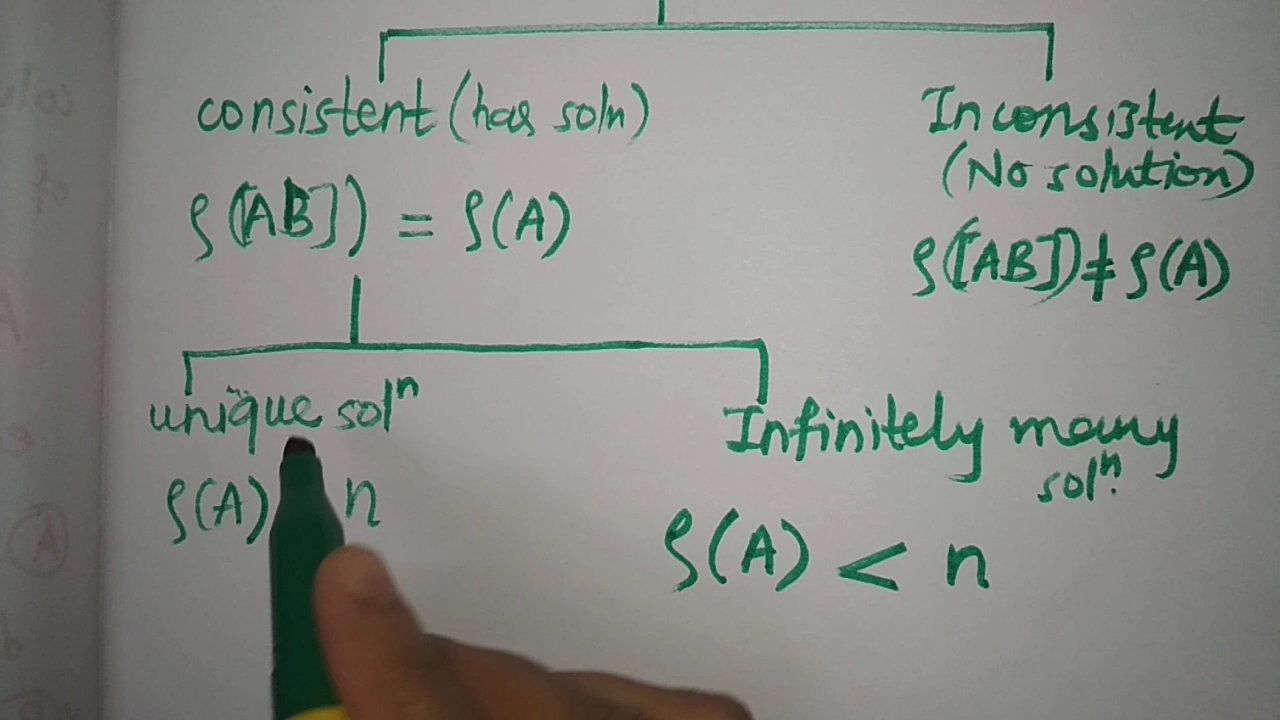 consistent (has soln)
Inconsistent
(No solution)
ρ([AB]) = ρ(A)
ρ([AB]) ≠ ρ(A)
unique solⁿ
Infinitely many
solⁿ.
ρ(A) n
ρ(A) < n